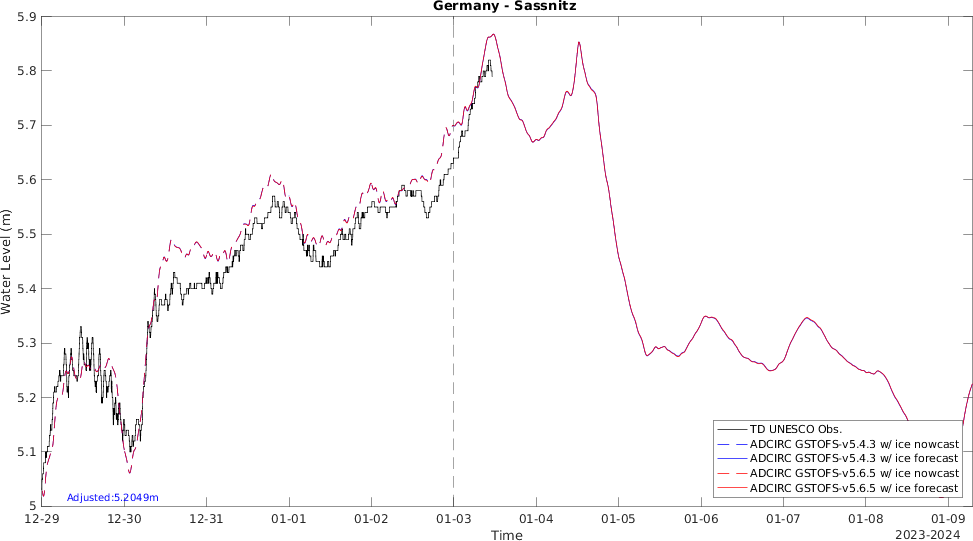 Germany - Sassnitz
Water Level (m)
5.9
5.8
5.7
5.6
5.5
5.4
5.3
5.2
5.1
5
Adjusted:5.2049m
TD UNESCO Obs.
ADCIRC GSTOFS-v5.4.3 w/ ice nowcast
ADCIRC GSTOFS-v5.4.3 w/ ice forecast
ADCIRC GSTOFS-v5.6.5 w/ ice nowcast
ADCIRC GSTOFS-v5.6.5 w/ ice forecast
12-29 12-30 12-31 01-01 01-02 01-03 01-04 01-05 01-06 01-07 01-08 01-09
Time
2023-2024